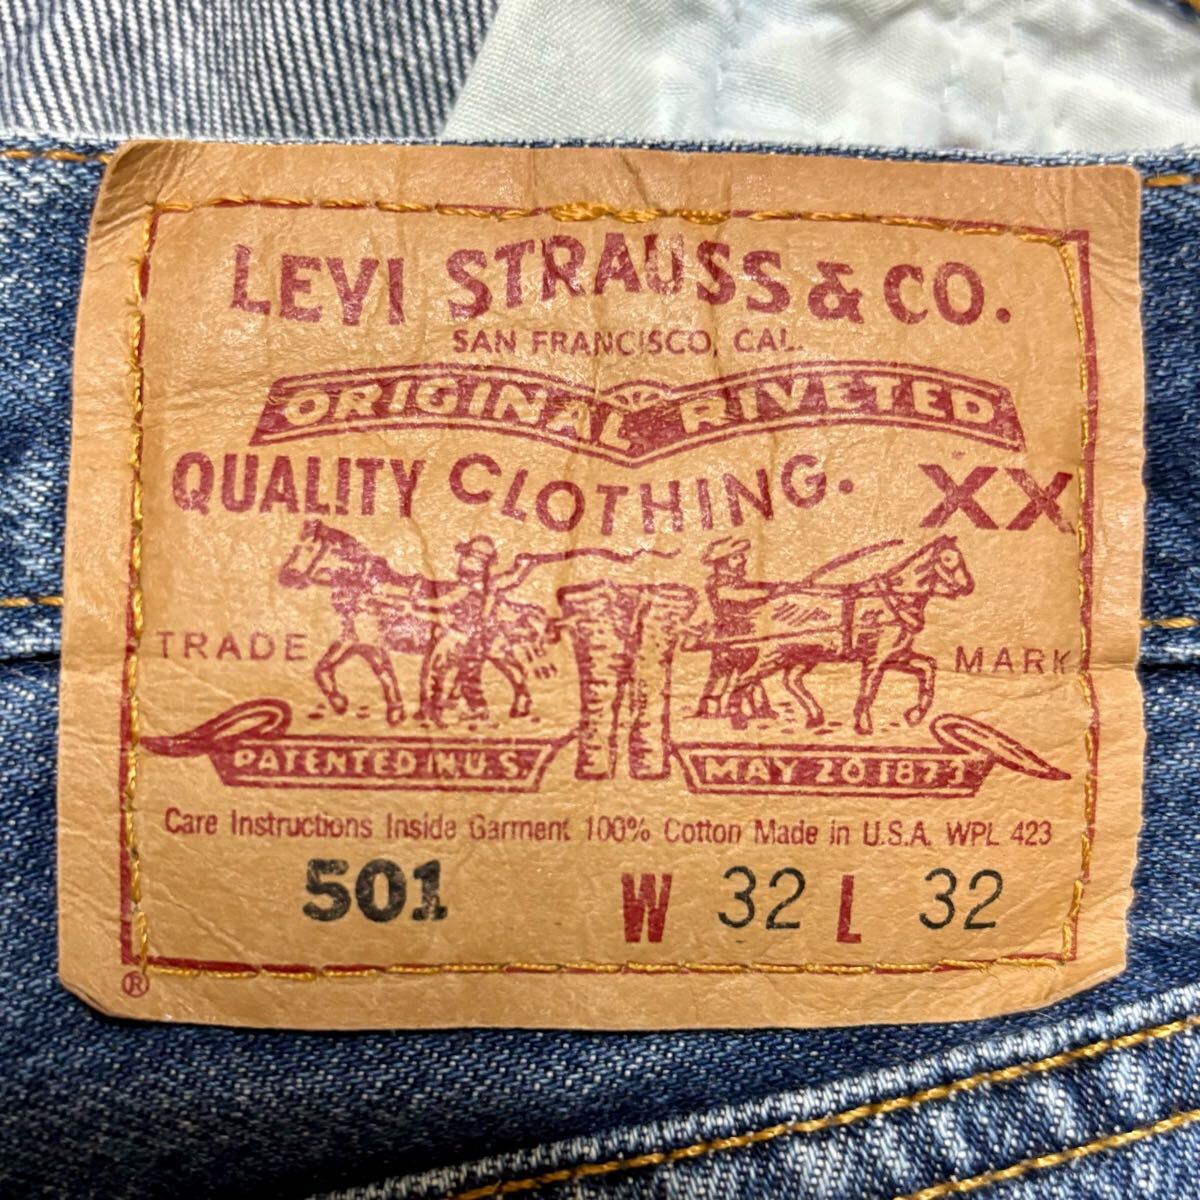 LEVI STRAUSS & CO.
SAN FRANCISCO, CAL.
ORIGINAL RIVETED
QUALITY CLOTHING. XX
TRADE MARK
PATENTED IN U.S. MAY 20 1873
Care Instructions Inside Garment 100% Cotton Made in U.S.A. WPL 423
501 W 32 L 32
®